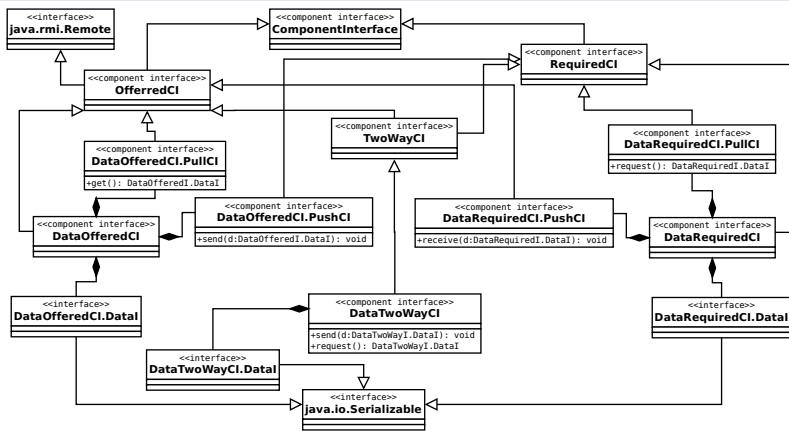 <<interface>>
java.rmi.Remote
<<component interface>>
ComponentInterface
<<component interface>>
OfferredCI
<<component interface>>
RequiredCI
<<component interface>>
TwoWayCI
<<component interface>>
DataOfferedCI.PullCI
+get(): DataOfferedI.DataI
<<component interface>>
DataRequiredCI.PullCI
+request(): DataRequiredI.DataI
<<component interface>>
DataOfferedCI
<<component interface>>
DataOfferedCI.PushCI
+send(d:DataOfferedI.DataI): void
<<component interface>>
DataRequiredCI.PushCI
+receive(d:DataRequiredI.DataI): void
<<component interface>>
DataRequiredCI
<<interface>>
DataOfferedCI.DataI
<<component interface>>
DataTwoWayCI
+send(d:DataTwoWayI.DataI): void
+request(): DataTwoWayI.DataI
<<interface>>
DataRequiredCI.DataI
<<interface>>
DataTwoWayCI.DataI
<<interface>>
java.io.Serializable